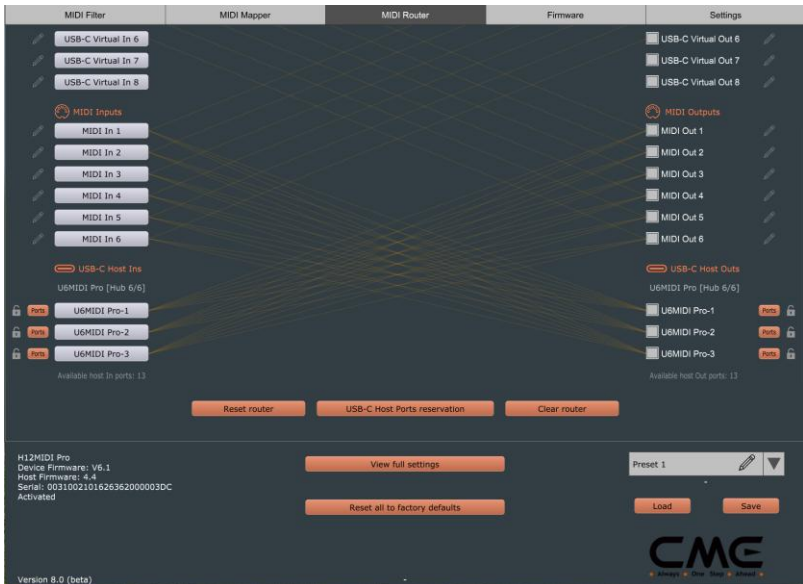 MIDI Filter MIDI Mapper MIDI Router Firmware Settings
USB-C Virtual In 6 USB-C Virtual Out 6
USB-C Virtual In 7 USB-C Virtual Out 7
USB-C Virtual In 8 USB-C Virtual Out 8
MIDI Inputs MIDI Outputs
MIDI In 1 MIDI Out 1
MIDI In 2 MIDI Out 2
MIDI In 3 MIDI Out 3
MIDI In 4 MIDI Out 4
MIDI In 5 MIDI Out 5
MIDI In 6 MIDI Out 6
USB-C Host Ins USB-C Host Outs
U6MIDI Pro [Hub 6/6] U6MIDI Pro [Hub 6/6]
Ports U6MIDI Pro-1 U6MIDI Pro-1 Ports
Ports U6MIDI Pro-2 U6MIDI Pro-2 Ports
Ports U6MIDI Pro-3 U6MIDI Pro-3 Ports
Available host In ports: 13 Available host Out ports: 13
Reset router USB-C Host Ports reservation Clear router
H12MIDI Pro
Device Firmware: V6.1
Host Firmware: 4.4
Serial: 0031002101626362000003DC
Activated
View full settings
Reset all to factory defaults
Preset 1
Load Save
CME
Always One Step Ahead
Version 8.0 (beta)